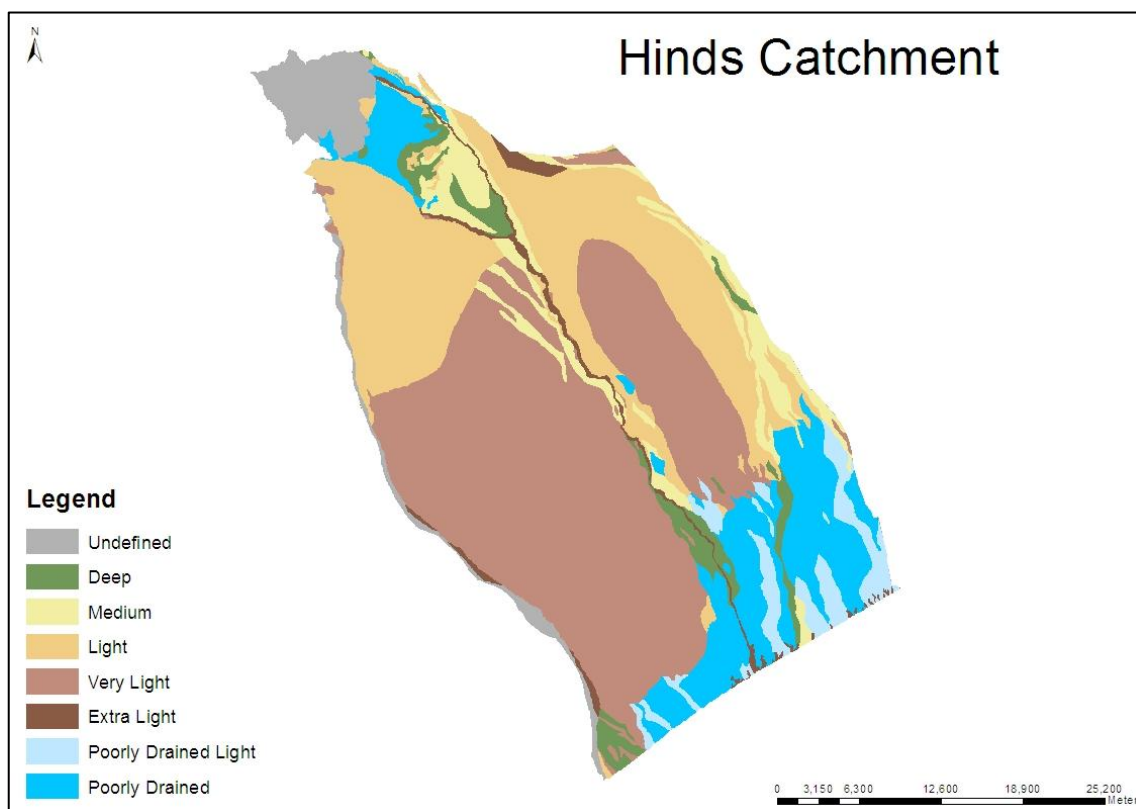 N
Hinds Catchment
Legend
Undefined
Deep
Medium
Light
Very Light
Extra Light
Poorly Drained Light
Poorly Drained
0 3,150 6,300 12,600 18,900 25,200
Meter